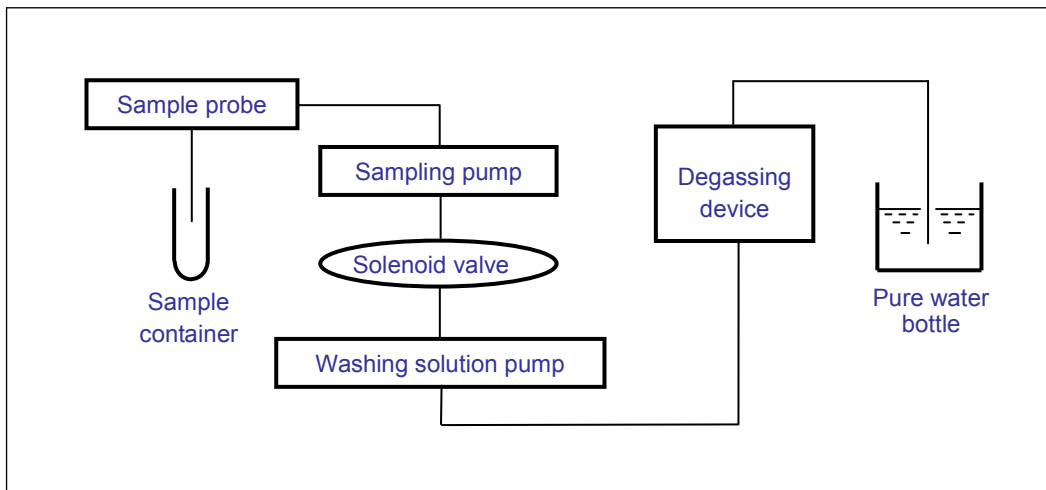 Sample probe
Sampling pump
Degassing
device
Solenoid valve
Sample
container
Pure water
bottle
Washing solution pump